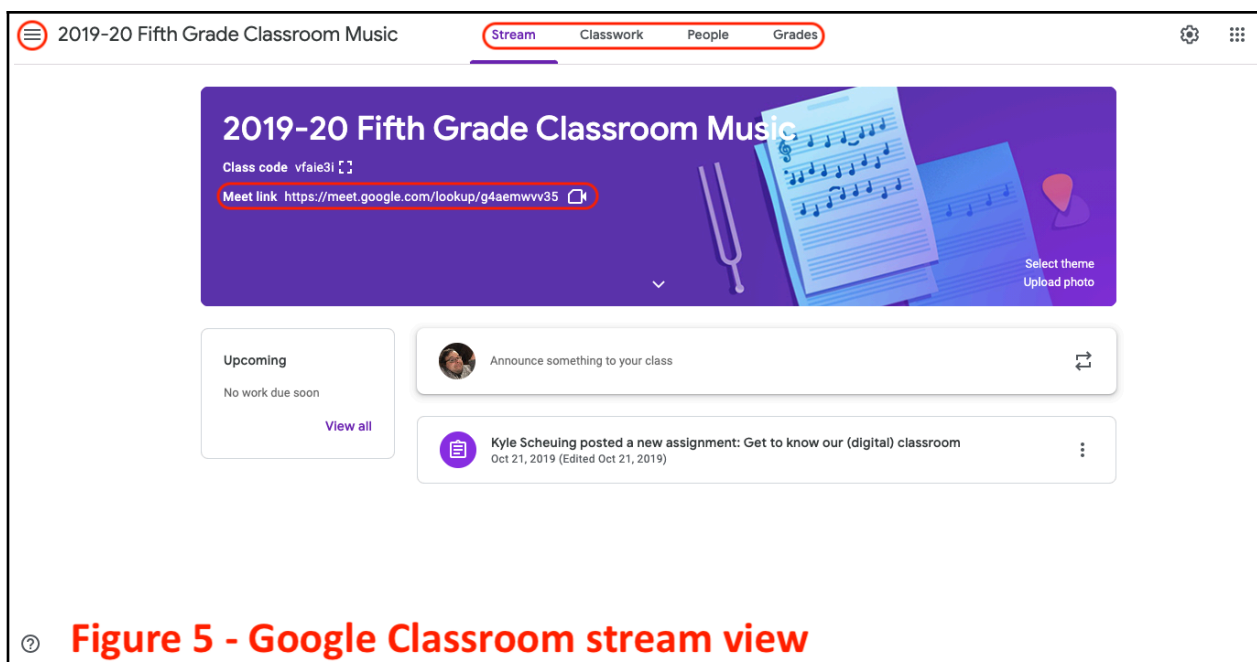 2019-20 Fifth Grade Classroom Music
Stream Classwork People Grades
2019-20 Fifth Grade Classroom Music
Class code vfaie3i
Meet link https://meet.google.com/lookup/g4aemwvv35
Select theme
Upload photo
Upcoming
No work due soon
View all
Announce something to your class
Kyle Scheuing posted a new assignment: Get to know our (digital) classroom
Oct 21, 2019 (Edited Oct 21, 2019)
Figure 5 - Google Classroom stream view